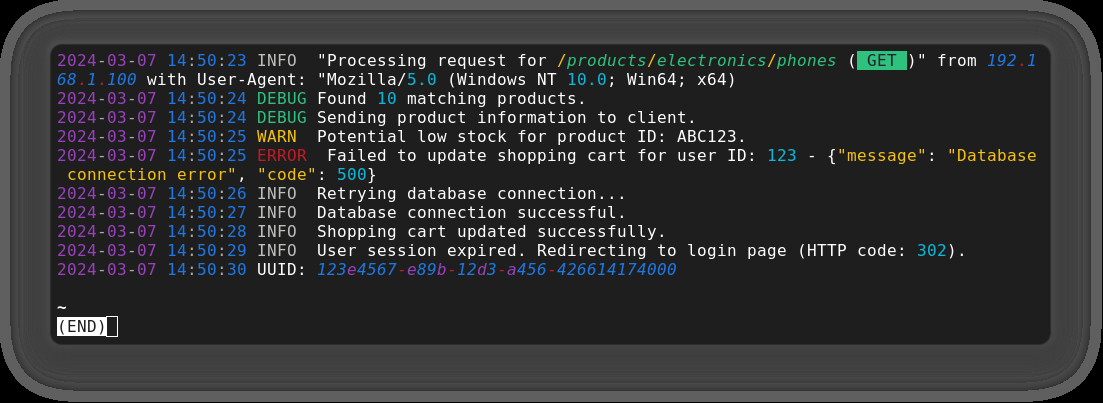 2024-03-07 14:50:23 INFO  "Processing request for /products/electronics/phones ( GET )" from 192.1
68.1.100 with User-Agent: "Mozilla/5.0 (Windows NT 10.0; Win64; x64)
2024-03-07 14:50:24 DEBUG Found 10 matching products.
2024-03-07 14:50:24 DEBUG Sending product information to client.
2024-03-07 14:50:25 WARN  Potential low stock for product ID: ABC123.
2024-03-07 14:50:25 ERROR  Failed to update shopping cart for user ID: 123 - {"message": "Database
 connection error", "code": 500}
2024-03-07 14:50:26 INFO  Retrying database connection...
2024-03-07 14:50:27 INFO  Database connection successful.
2024-03-07 14:50:28 INFO  Shopping cart updated successfully.
2024-03-07 14:50:29 INFO  User session expired. Redirecting to login page (HTTP code: 302).
2024-03-07 14:50:30 UUID: 123e4567-e89b-12d3-a456-426614174000
~
(END)